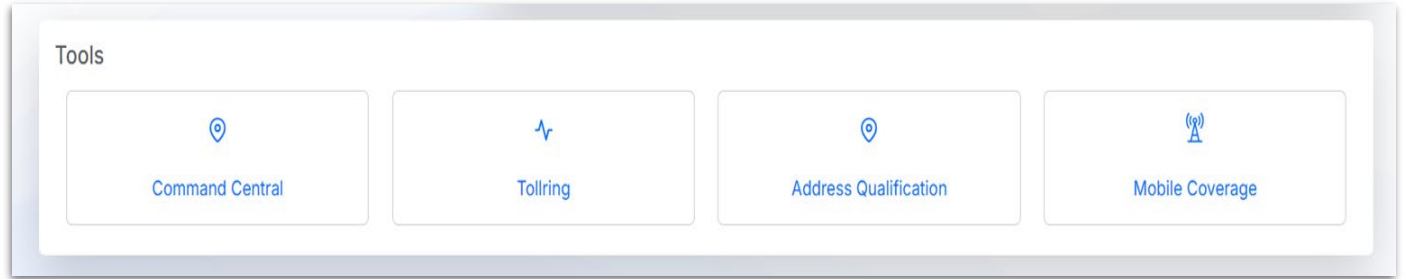 Tools
Command Central
Tollring
Address Qualification
Mobile Coverage